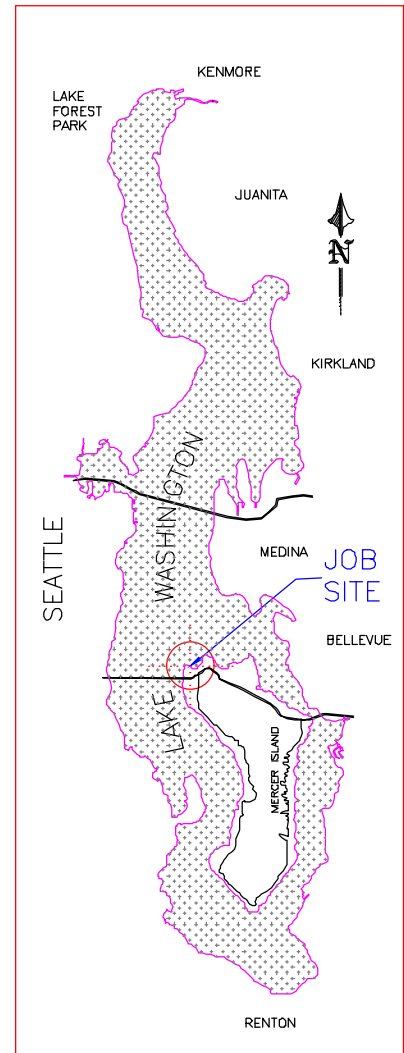 KENMORE
LAKE
FOREST
PARK
JUANITA
N
KIRKLAND
WASHINGTON
SEATTLE
MEDINA
JOB
SITE
BELLEVUE
LAKE
MERCER ISLAND
RENTON